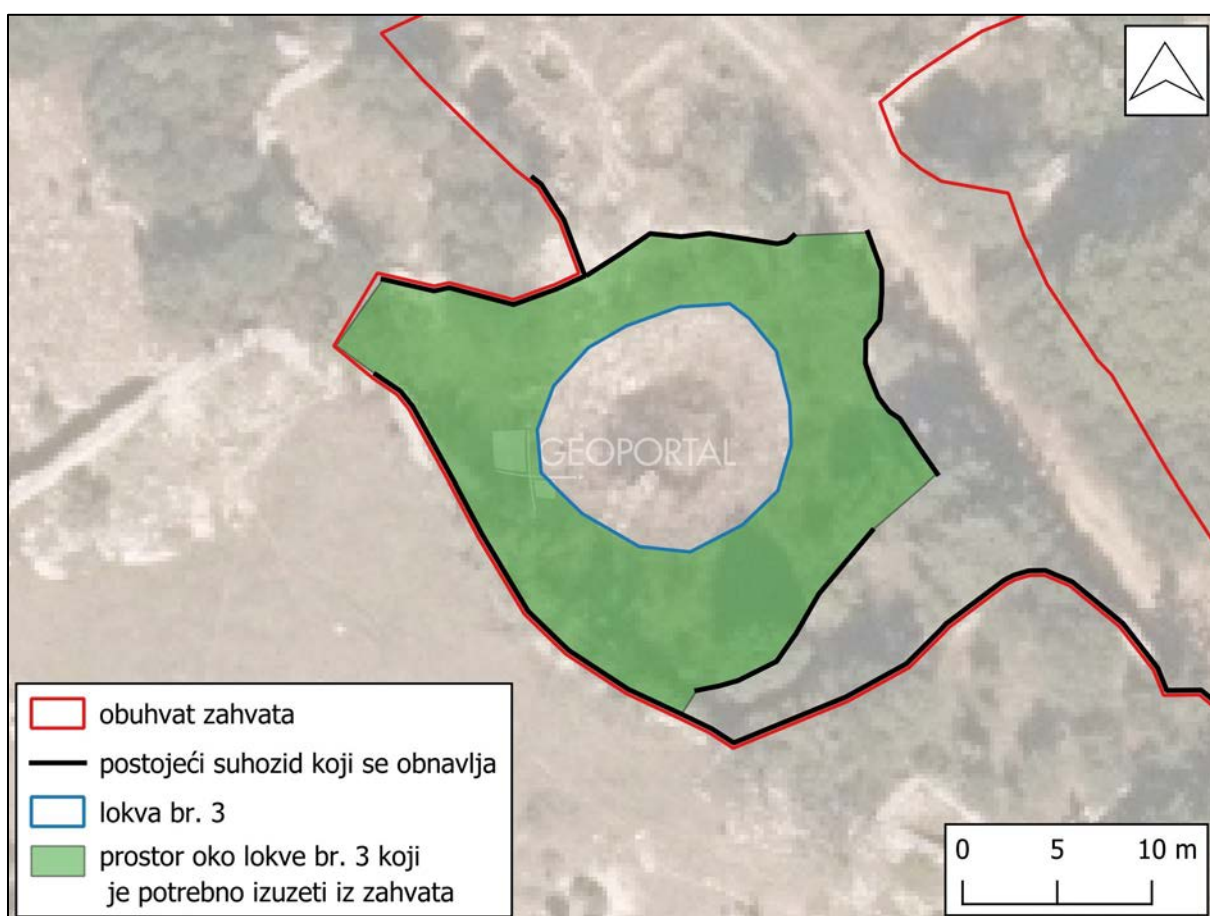 GEOPORTAL
obuhvat zahvata
postojeći suhozid koji se obnavlja
lokva br. 3
prostor oko lokve br. 3 koji
je potrebno izuzeti iz zahvata
0 5 10 m